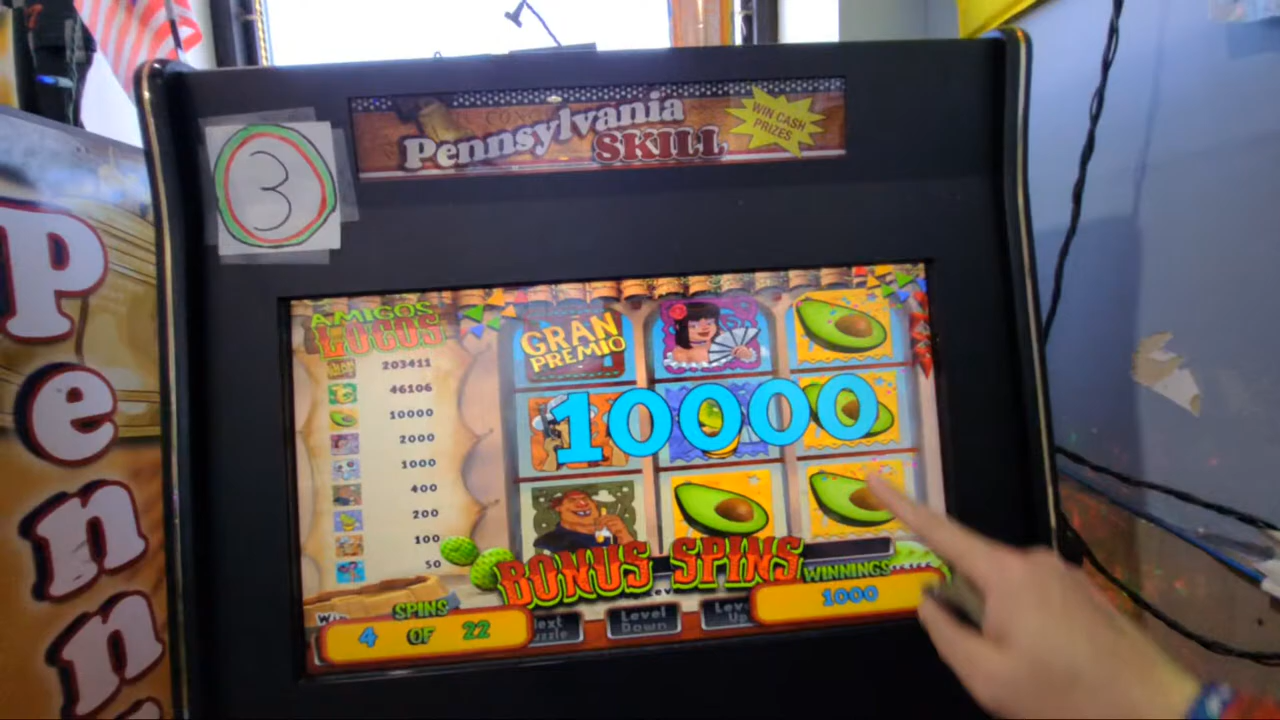 Pennsylvania
SKILL
WIN CASH
PRIZES
3
Penn
AMIGOS
LOCOS
203411
46106
10000
2000
1000
400
200
100
50
GRAN
PREMIO
10000
BONUS SPINS
SPINS
4 OF 22
Level
Down
Up
WINNINGS
1000